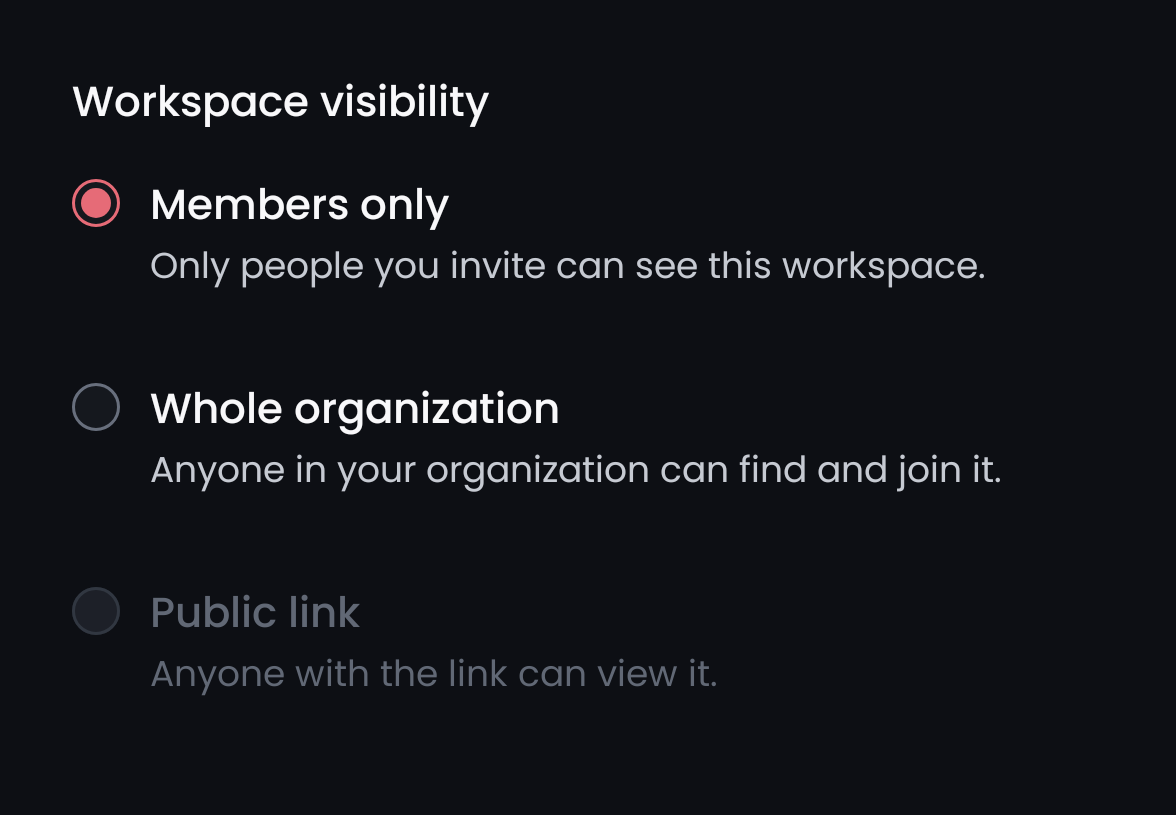 Workspace visibility
Members only
Only people you invite can see this workspace.
Whole organization
Anyone in your organization can find and join it.
Public link
Anyone with the link can view it.